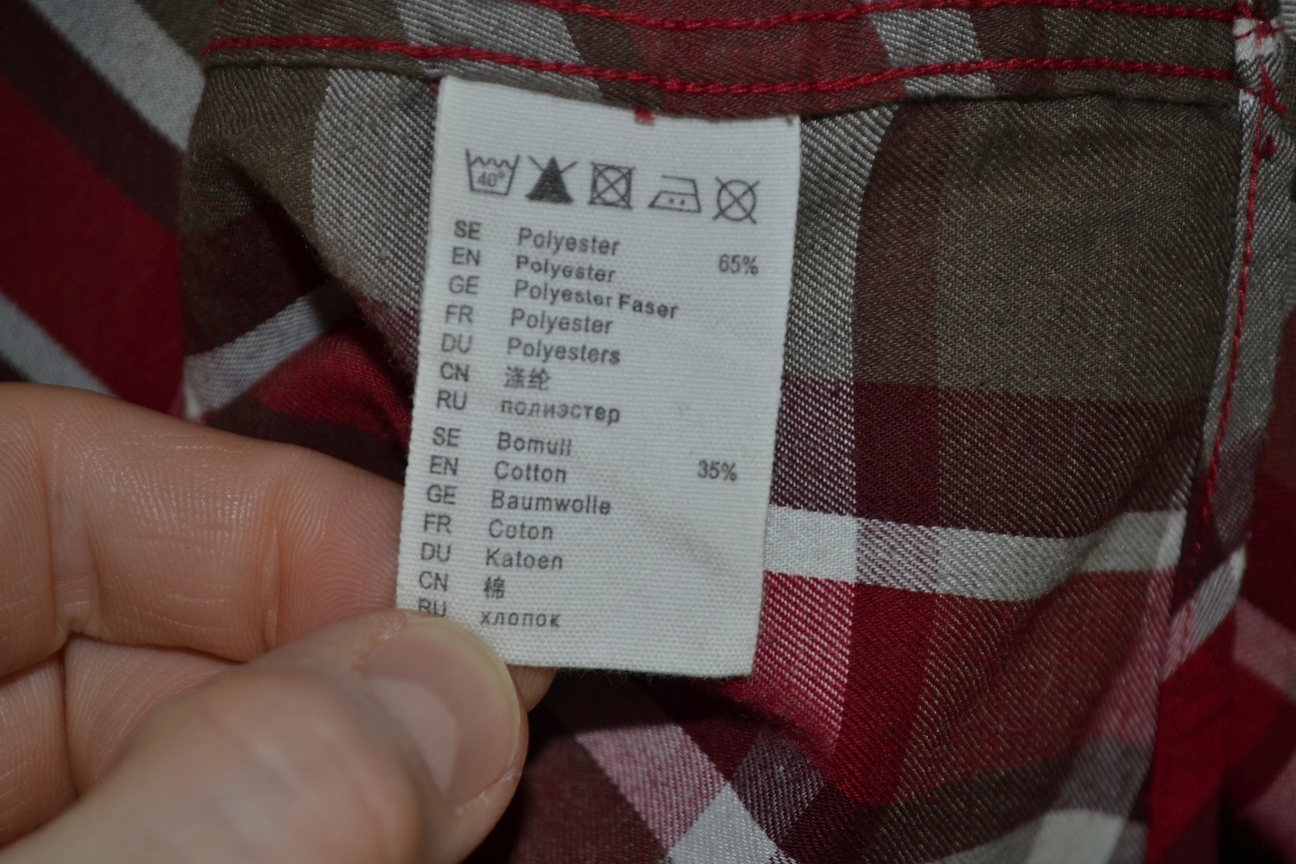 40°
SE Polyester 65%
EN Polyester
GE Polyester Faser
FR Polyester
DU Polyesters
CN 涤纶
RU полиэстер
SE Bomull
EN Cotton 35%
GE Baumwolle
FR Coton
DU Katoen
CN 棉
RU хлопок